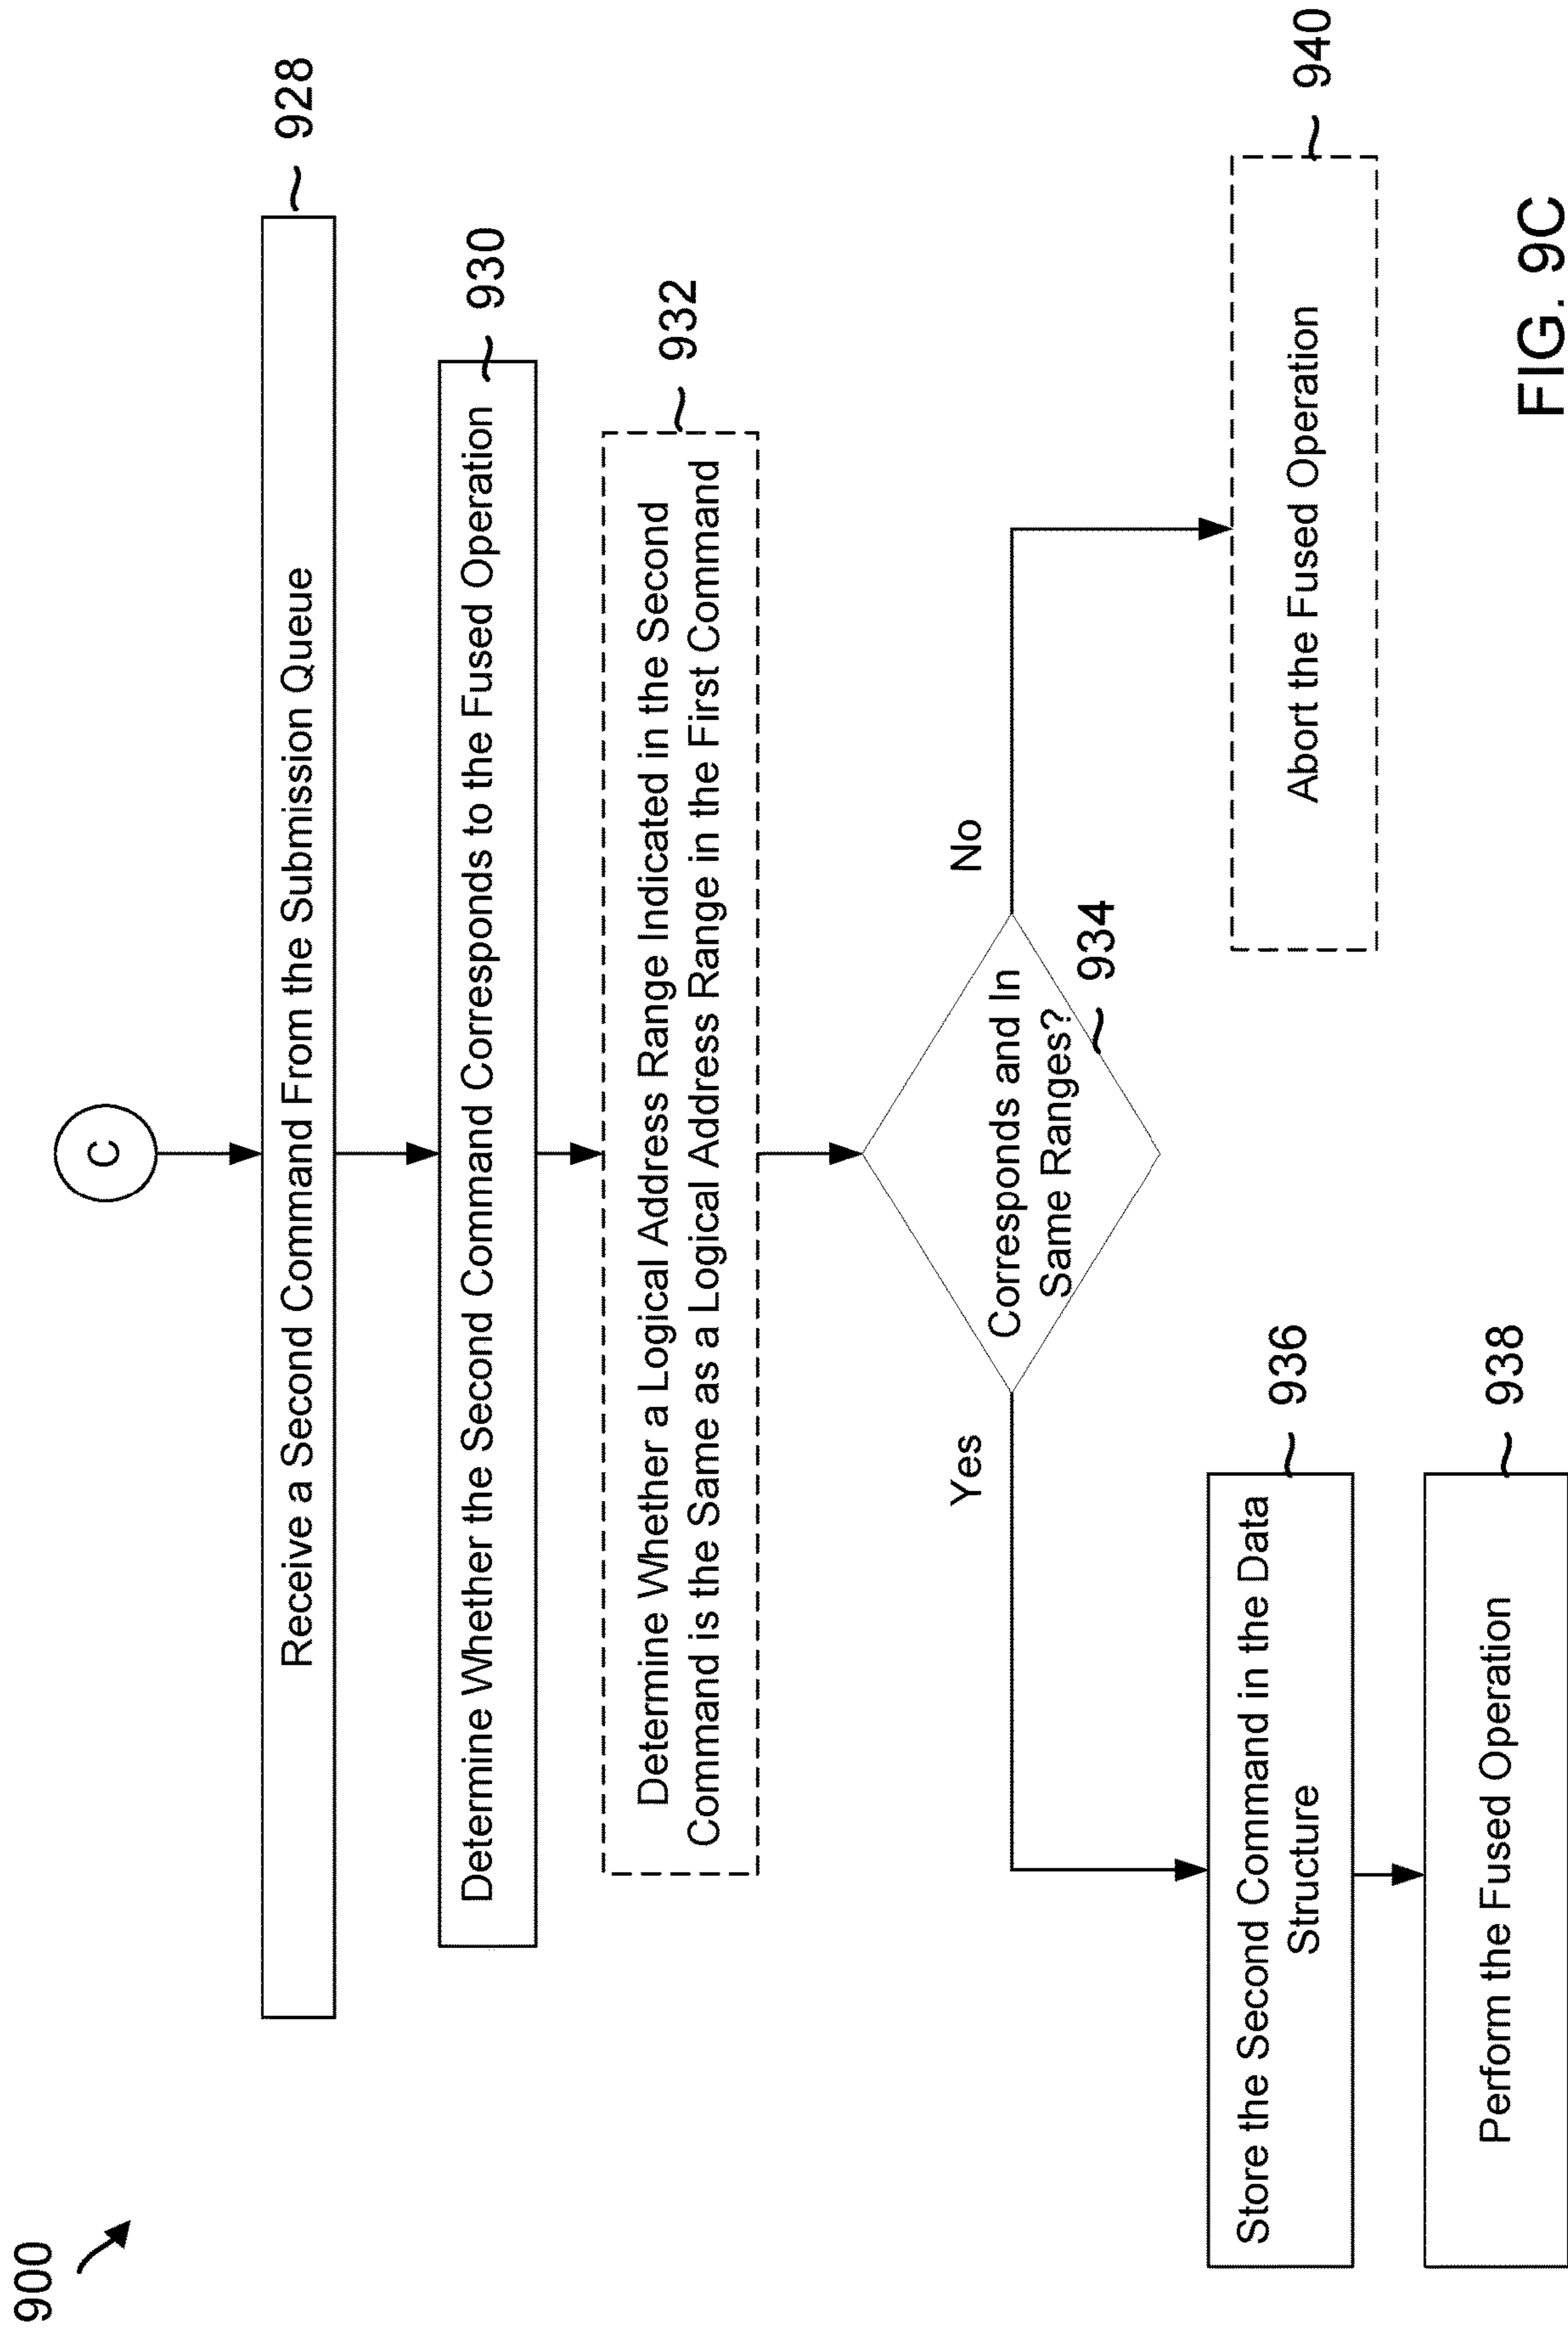 900
C
Receive a Second Command From the Submission Queue
928
Determine Whether the Second Command Corresponds to the Fused Operation
930
Determine Whether a Logical Address Range Indicated in the Second
Command is the Same as a Logical Address Range in the First Command
932
Corresponds and In
Same Ranges?
934
Yes
No
Store the Second Command in the Data
Structure
936
Perform the Fused Operation
938
Abort the Fused Operation
940
FIG. 9C